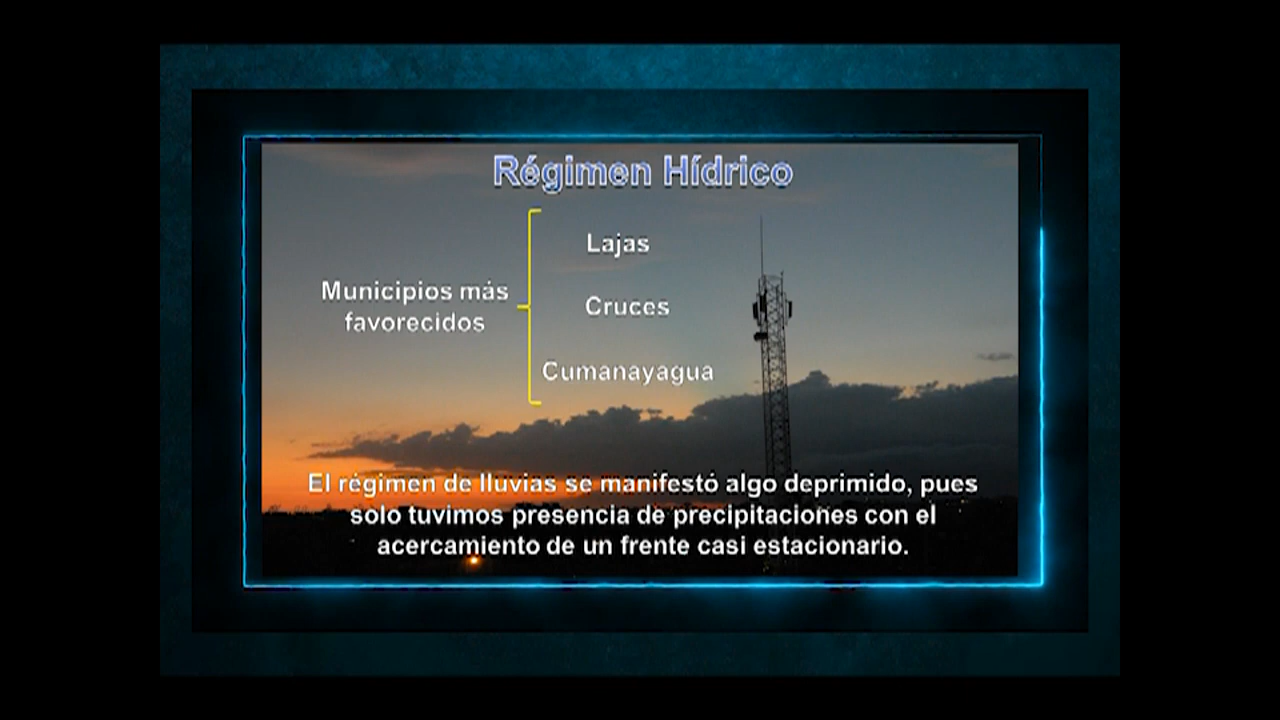 Régimen Hídrico
Municipios más
favorecidos
Lajas
Cruces
Cumanayagua
El régimen de lluvias se manifestó algo deprimido, pues
solo tuvimos presencia de precipitaciones con el
acercamiento de un frente casi estacionario.